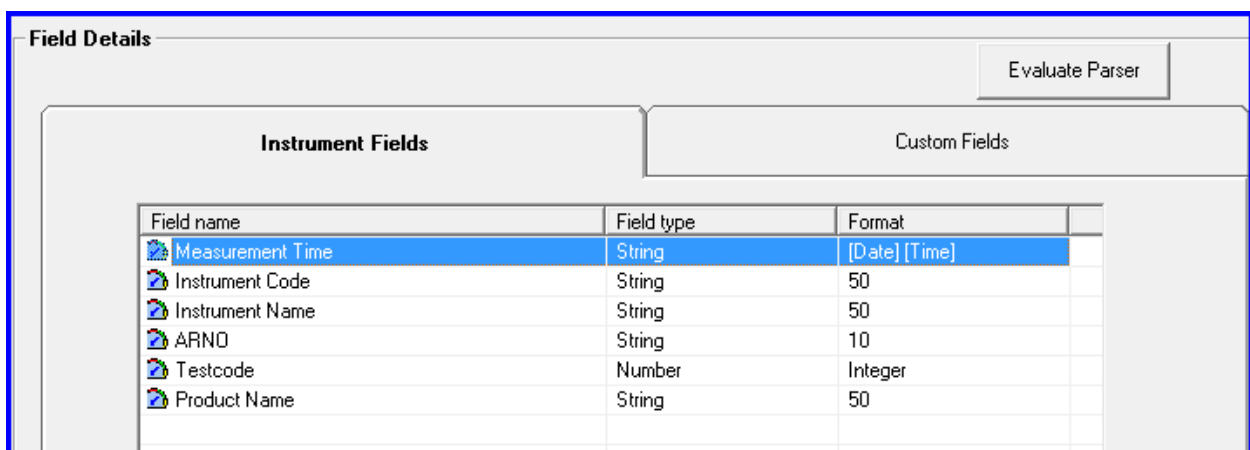 Field Details
Evaluate Parser
Instrument Fields Custom Fields
Field name Field type Format
Measurement Time String [Date] [Time]
Instrument Code String 50
Instrument Name String 50
ARNO String 10
Testcode Number Integer
Product Name String 50